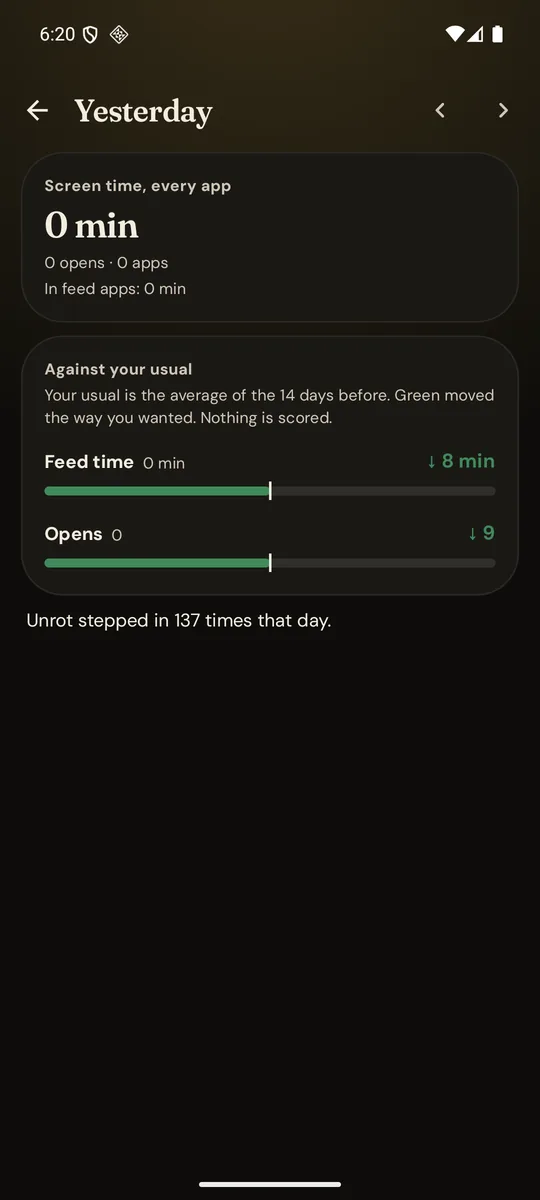 6:20
Yesterday
Screen time, every app
0 min
0 opens · 0 apps
In feed apps: 0 min
Against your usual
Your usual is the average of the 14 days before. Green moved
the way you wanted. Nothing is scored.
Feed time 0 min ↓ 8 min
Opens 0 ↓ 9
Unrot stepped in 137 times that day.